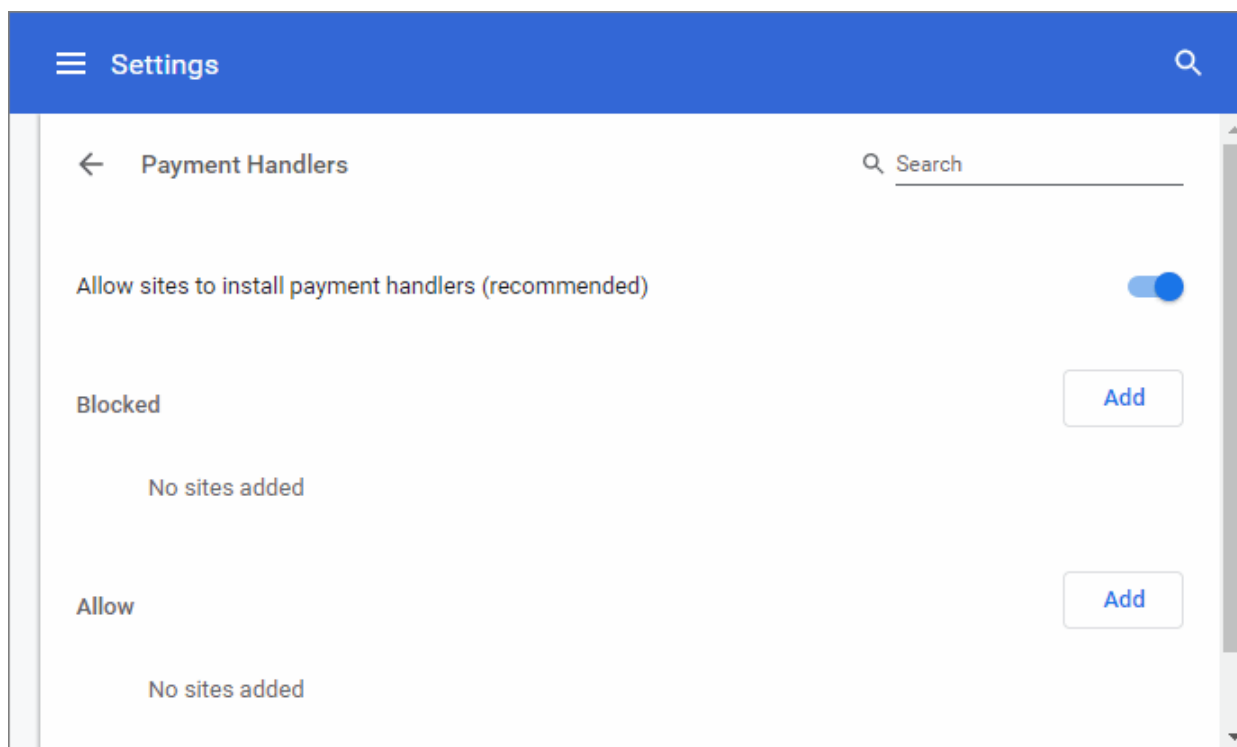 Settings
Payment Handlers
Search
Allow sites to install payment handlers (recommended)
Blocked
Add
No sites added
Allow
Add
No sites added